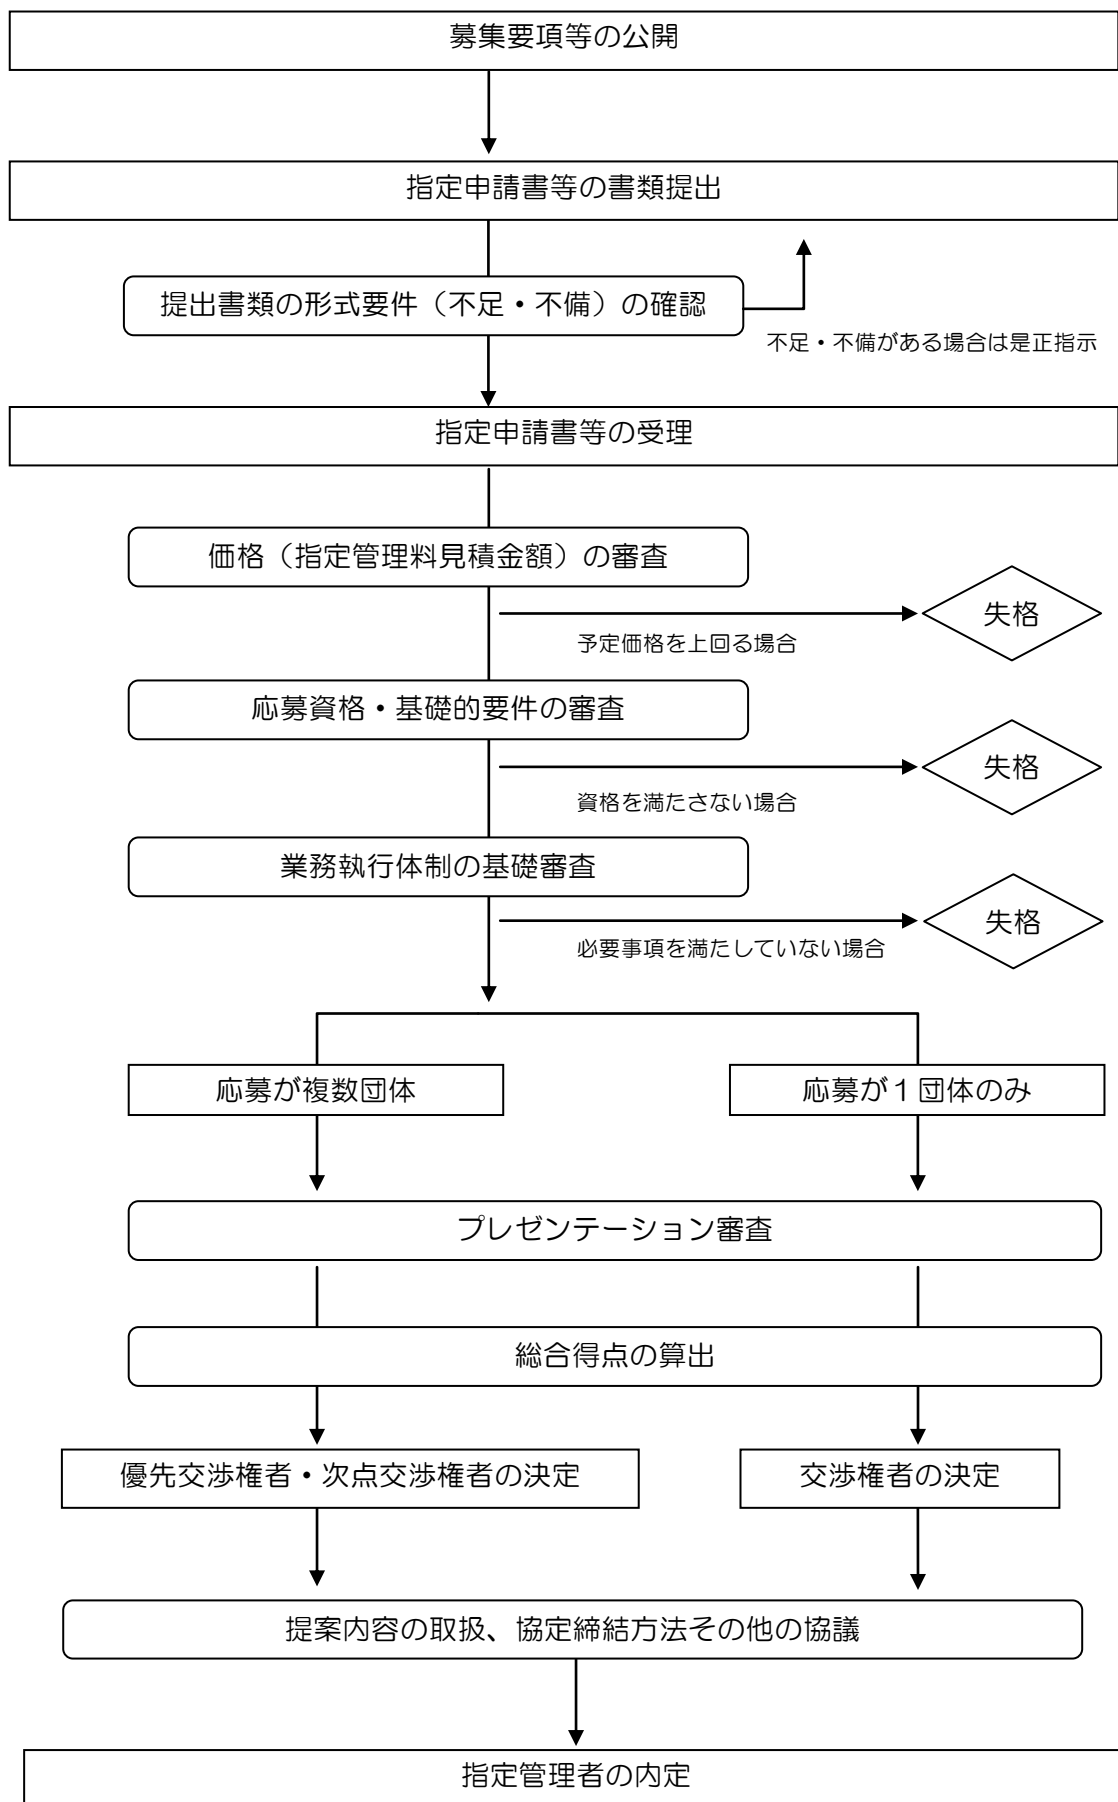 募集要項等の公開
指定申請書等の書類提出
提出書類の形式要件（不足・不備）の確認
不足・不備がある場合は是正指示
指定申請書等の受理
価格（指定管理料見積金額）の審査
失格
予定価格を上回る場合
応募資格・基礎的要件の審査
失格
資格を満たさない場合
業務執行体制の基礎審査
失格
必要事項を満たしていない場合
応募が複数団体
応募が１団体のみ
プレゼンテーション審査
総合得点の算出
優先交渉権者・次点交渉権者の決定
交渉権者の決定
提案内容の取扱、協定締結方法その他の協議
指定管理者の内定